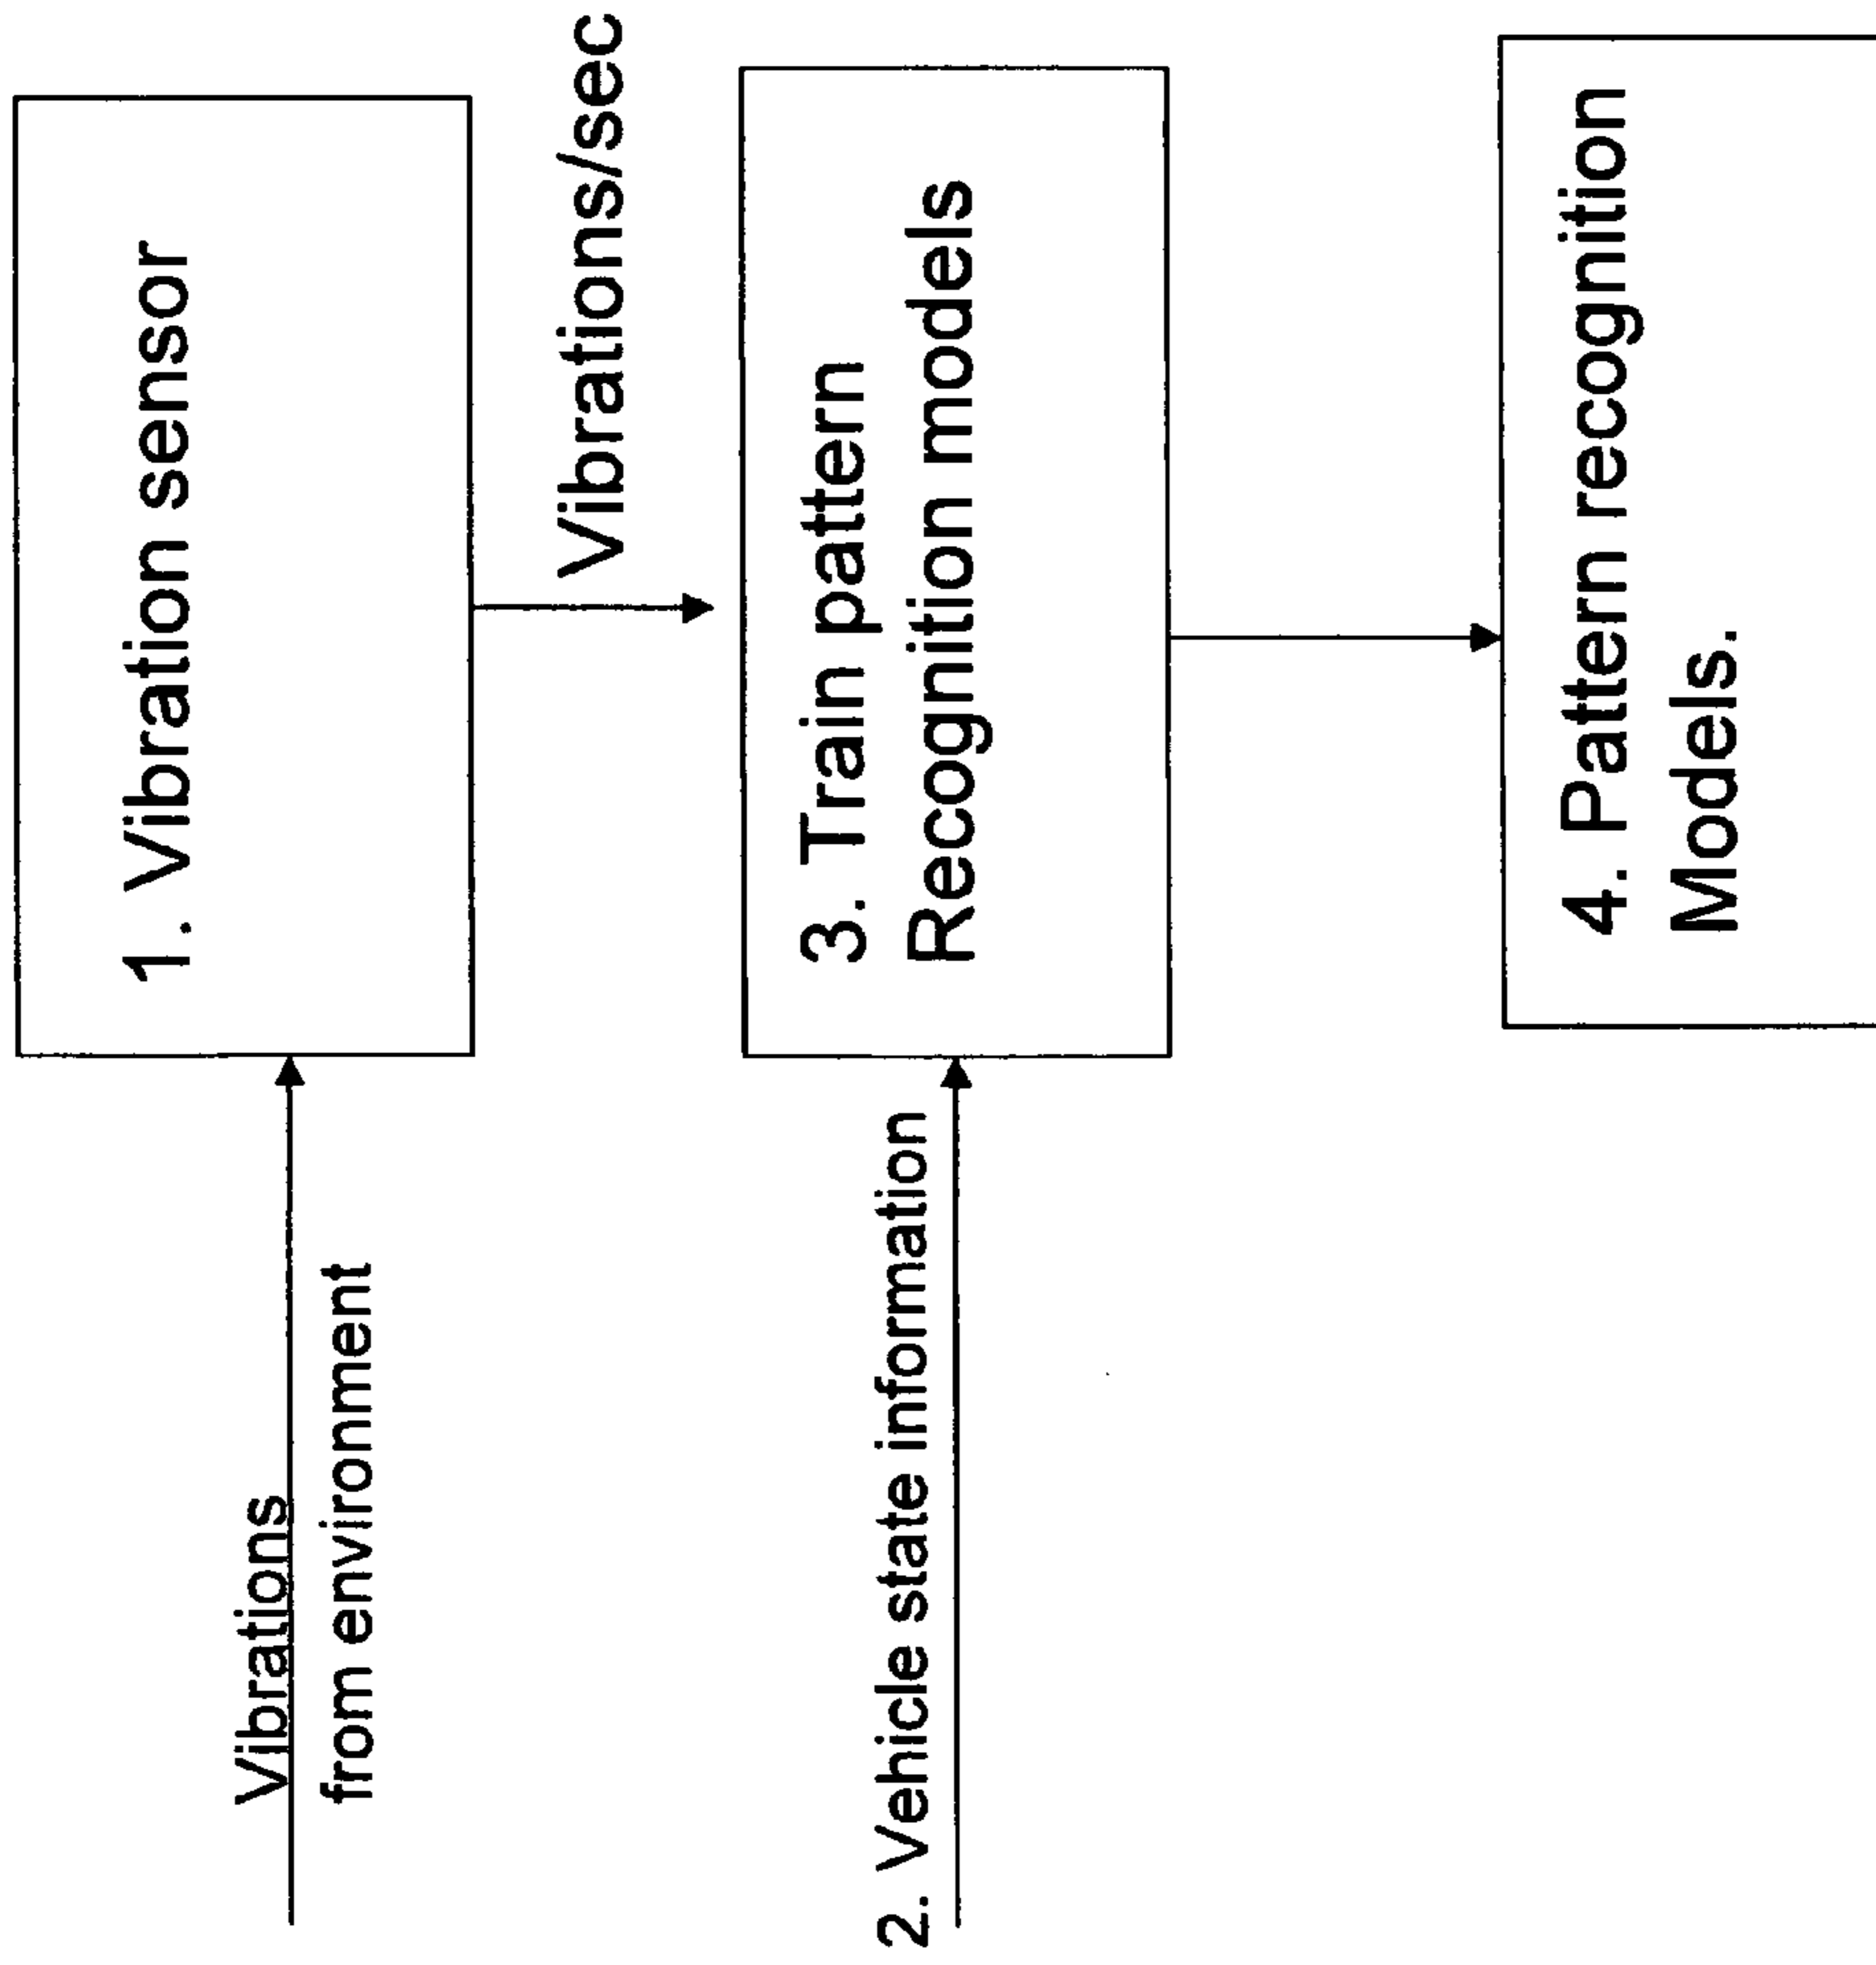 Vibrations
from environment
1. Vibration sensor
Vibrations/sec
2. Vehicle state information
3. Train pattern
Recognition models
4. Pattern recognition
Models.